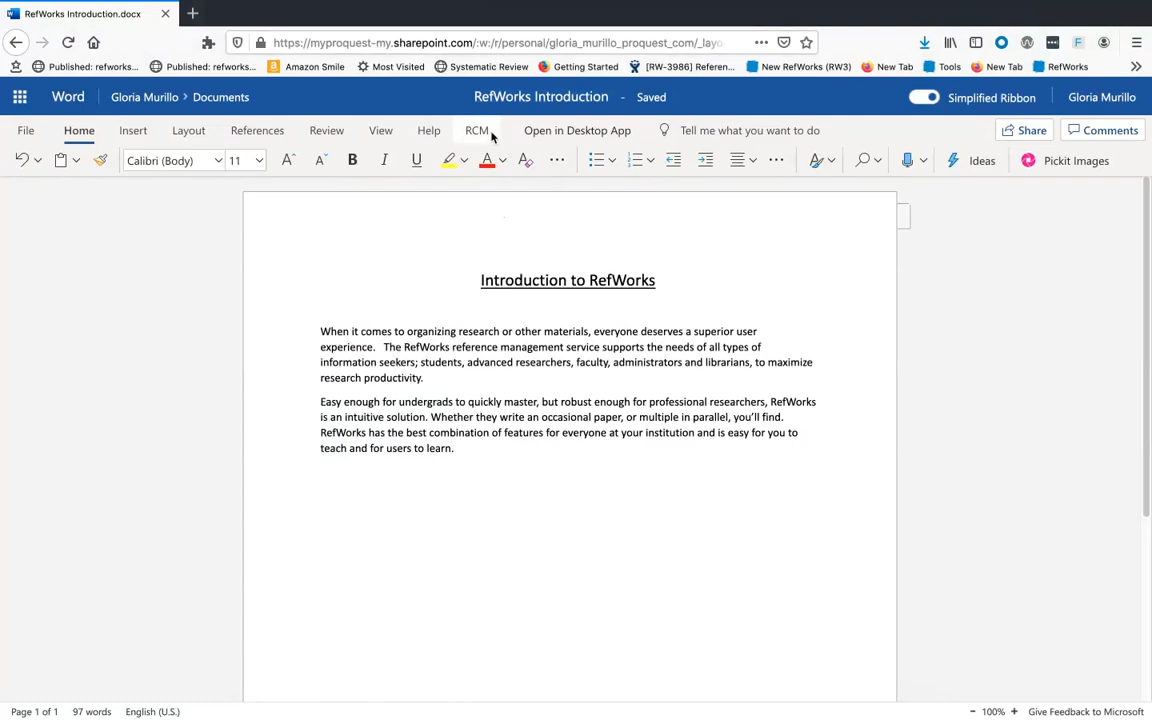 RefWorks Introduction.docx
https://myproquest-my.sharepoint.com/:w:/r/personal/gloria_murillo_proquest_com/_layo
Published: refworks... Published: refworks... Amazon Smile Most Visited Systematic Review Getting Started [RW-3986] Referen... New RefWorks (RW3) New Tab Tools New Tab RefWorks
Word Gloria Murillo > Documents RefWorks Introduction - Saved Simplified Ribbon Gloria Murillo
File Home Insert Layout References Review View Help RCM Open in Desktop App Tell me what you want to do Share Comments
Calibri (Body) 11 A A B I U A A Ideas Pickit Images
Introduction to RefWorks
When it comes to organizing research or other materials, everyone deserves a superior user
experience. The RefWorks reference management service supports the needs of all types of
information seekers; students, advanced researchers, faculty, administrators and librarians, to maximize
research productivity.
Easy enough for undergrads to quickly master, but robust enough for professional researchers, RefWorks
is an intuitive solution. Whether they write an occasional paper, or multiple in parallel, you'll find.
RefWorks has the best combination of features for everyone at your institution and is easy for you to
teach and for users to learn.
Page 1 of 1 97 words English (U.S.) - 100% + Give Feedback to Microsoft